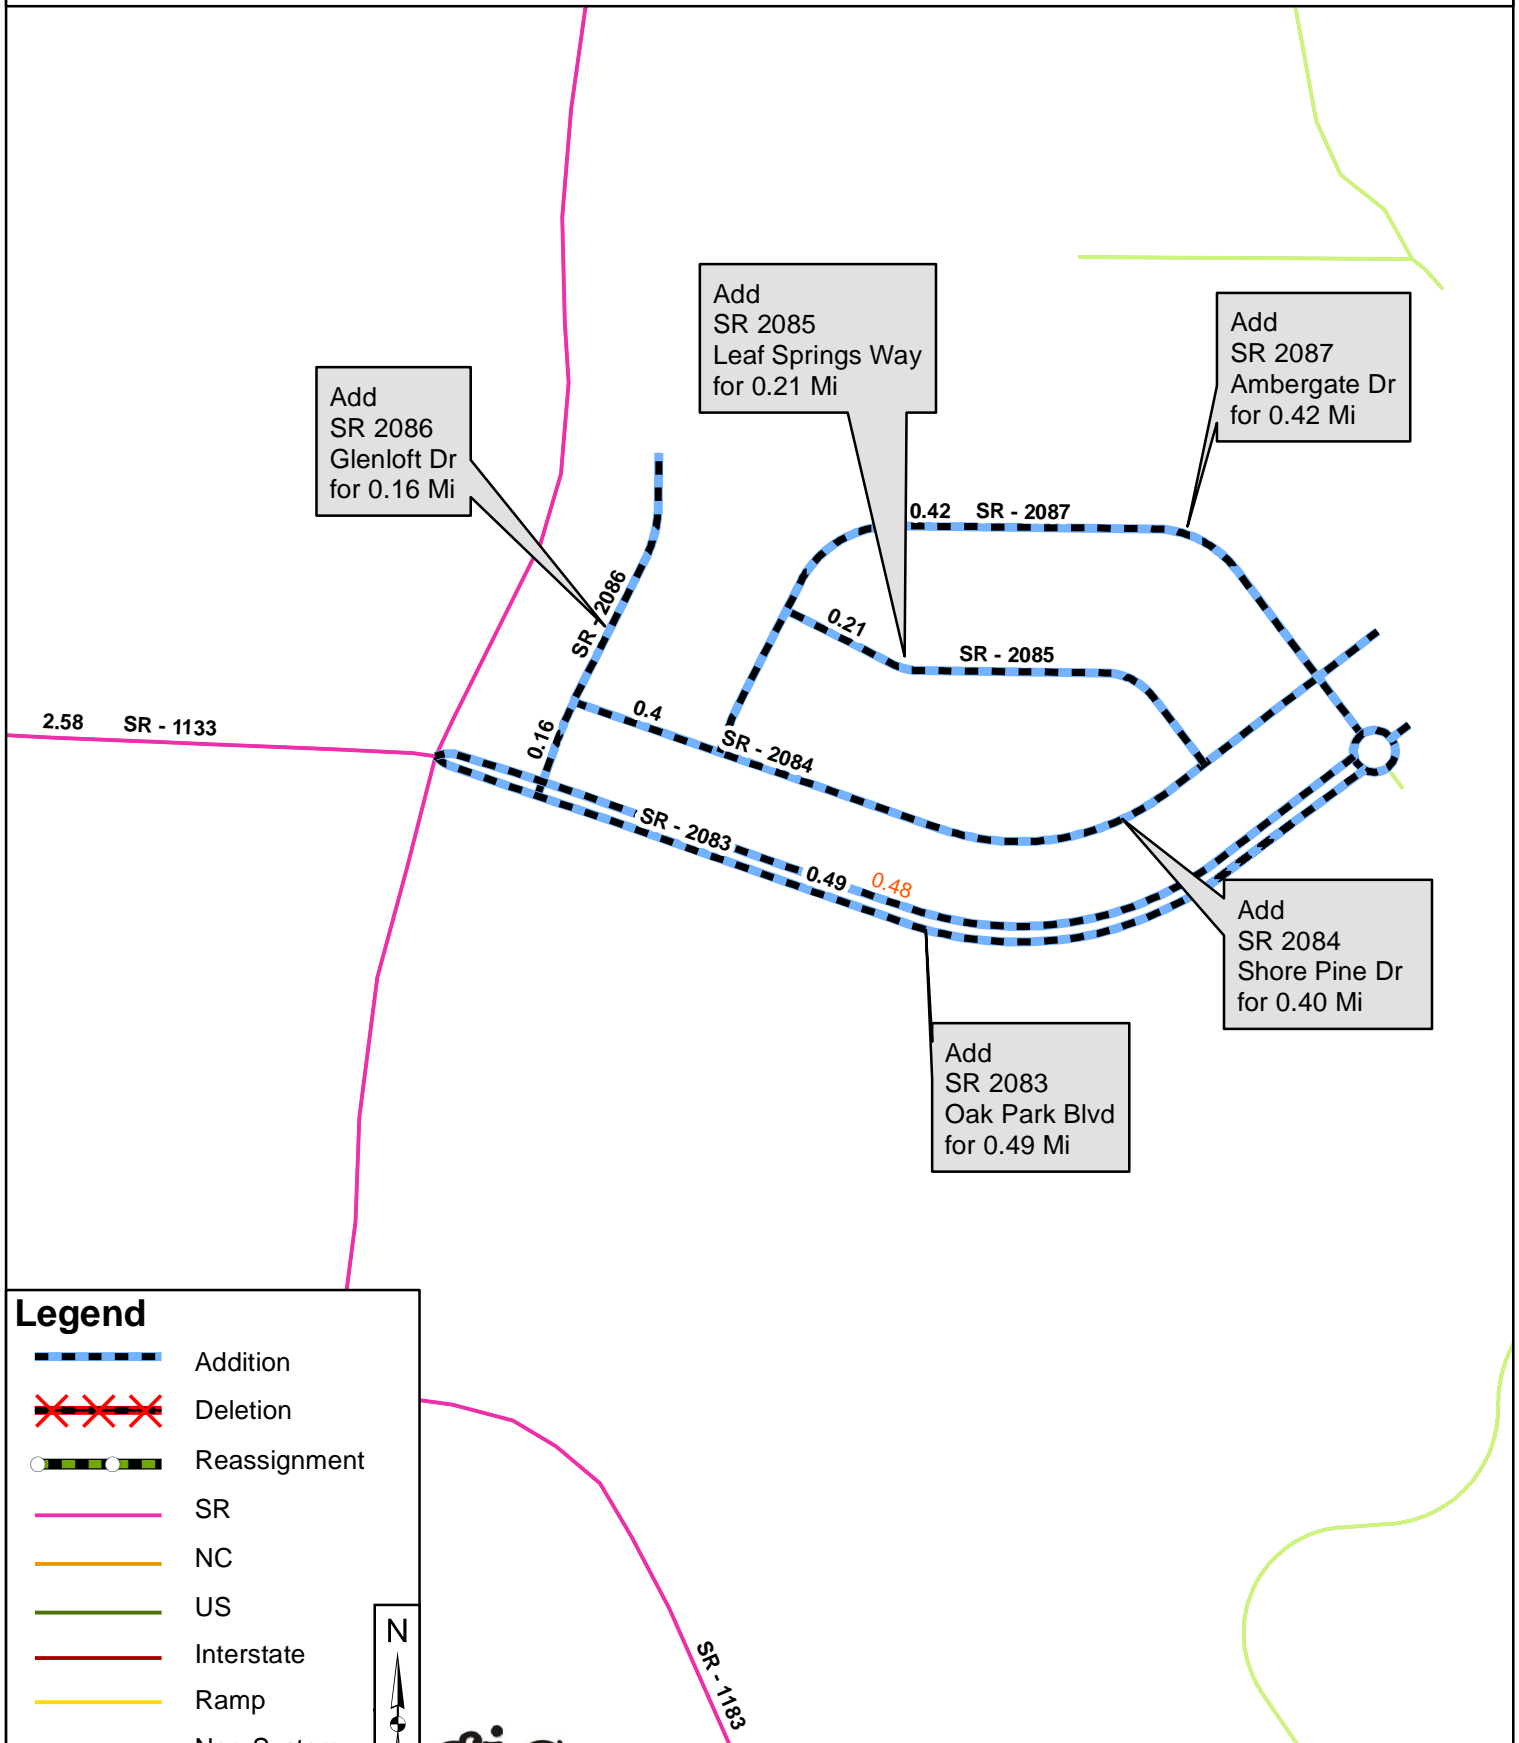 Add
SR 2085
Leaf Springs Way
for 0.21 Mi
Add
SR 2087
Ambergate Dr
for 0.42 Mi
Add
SR 2086
Glenloft Dr
for 0.16 Mi
0.42 SR - 2087
SR - 2086
0.21
SR - 2085
0.4
2.58 SR - 1133
0.16
SR - 2084
SR - 2083
0.49
0.48
Add
SR 2084
Shore Pine Dr
for 0.40 Mi
Add
SR 2083
Oak Park Blvd
for 0.49 Mi
Legend
Addition
Deletion
Reassignment
SR
NC
US
Interstate
Ramp
N
SR - 1183